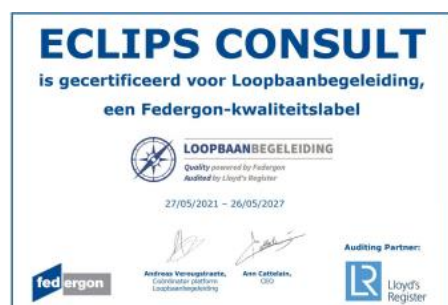 ECLIPS CONSULT
is gecertificeerd voor Loopbaanbegeleiding,
een Federgon-kwaliteitslabel
LOOPBAANBEGELEIDING
Quality powered by Federgon
Audited by Lloyd's Register
27/05/2021 – 26/05/2027
Andreas Vereugstraete,
Coördinator platform
Loopbaanbegeleiding
Ann Cattelain,
CEO
Auditing Partner:
federgon
LR
Lloyd's
Register